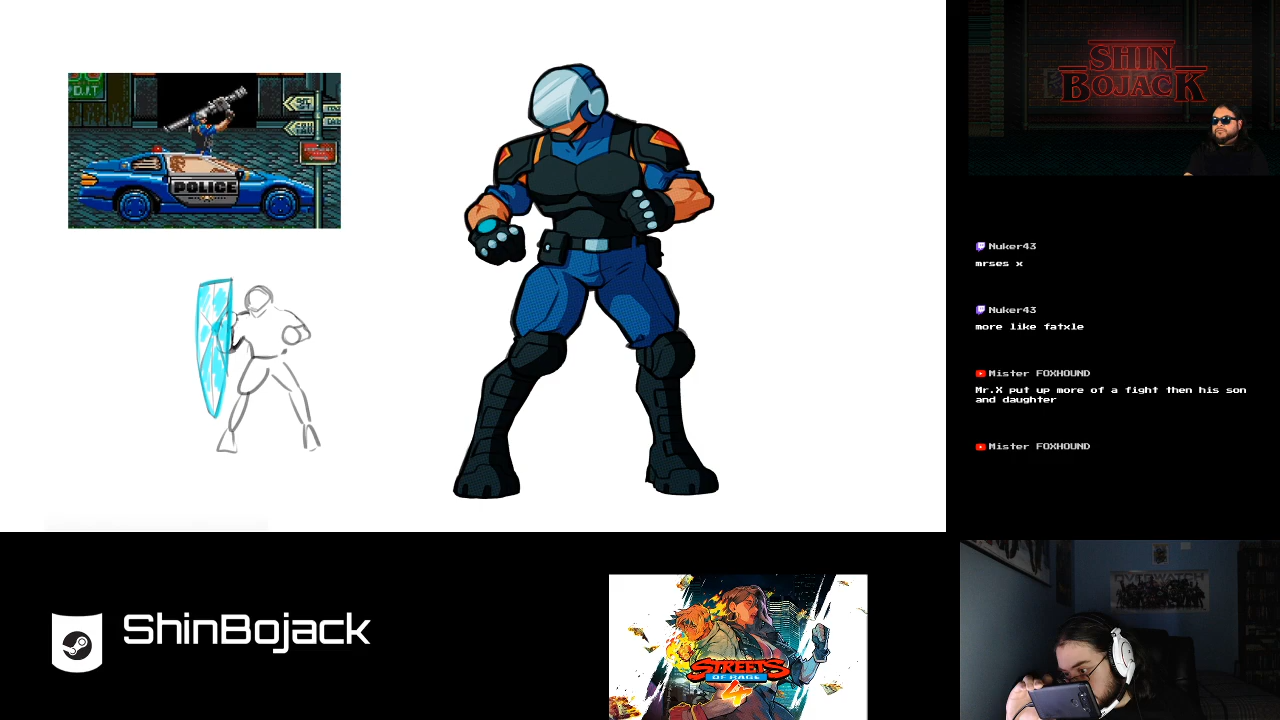 D.I.T
POLICE
SHIN
BOJACK
Nuker43
mrses x
Nuker43
more like fatxle
Mister FOXHOUND
Mr.X put up more of a fight then his son
and daughter
Mister FOXHOUND
ShinBojack
STREETS
OF RAGE
4
OVERWATCH